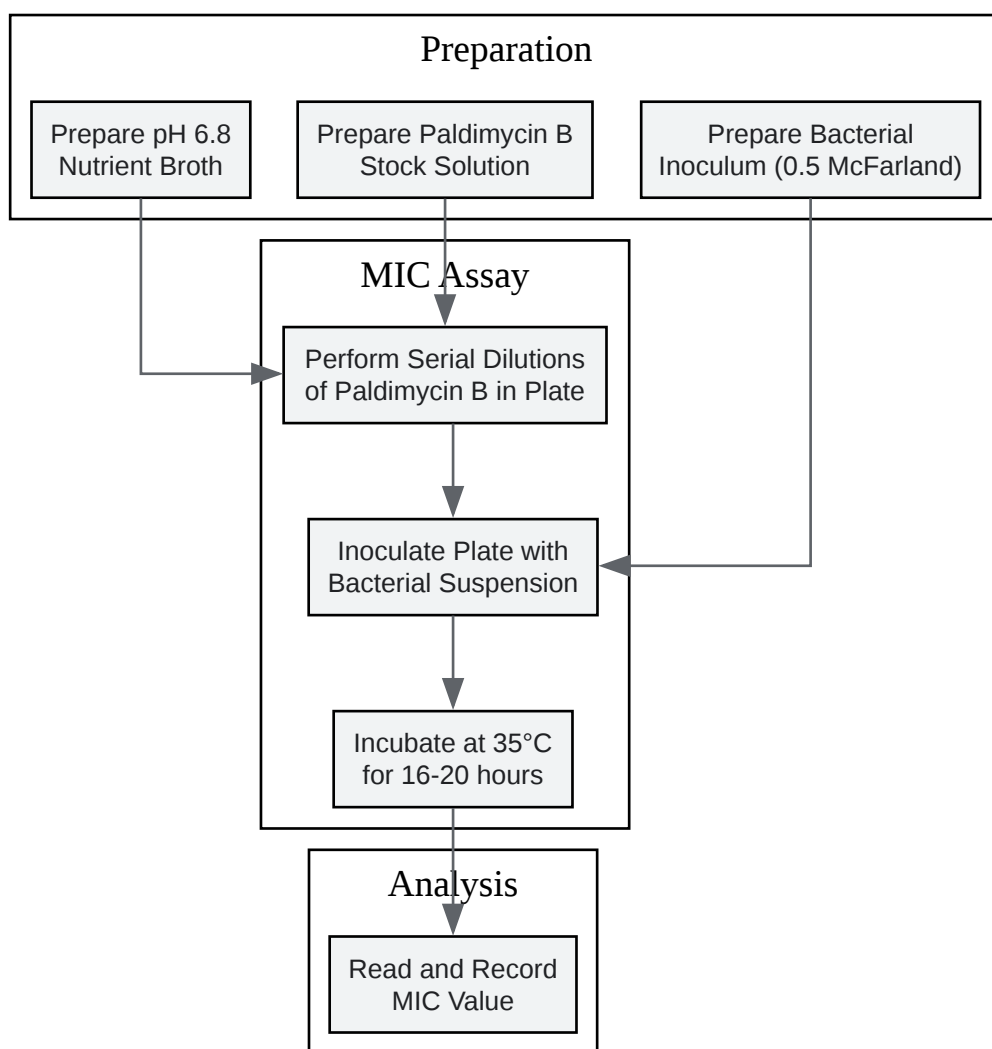 Preparation
Prepare pH 6.8
Nutrient Broth
Prepare Paldimycin B
Stock Solution
Prepare Bacterial
Inoculum (0.5 McFarland)
MIC Assay
Perform Serial Dilutions
of Paldimycin B in Plate
Inoculate Plate with
Bacterial Suspension
Incubate at 35°C
for 16-20 hours
Analysis
Read and Record
MIC Value